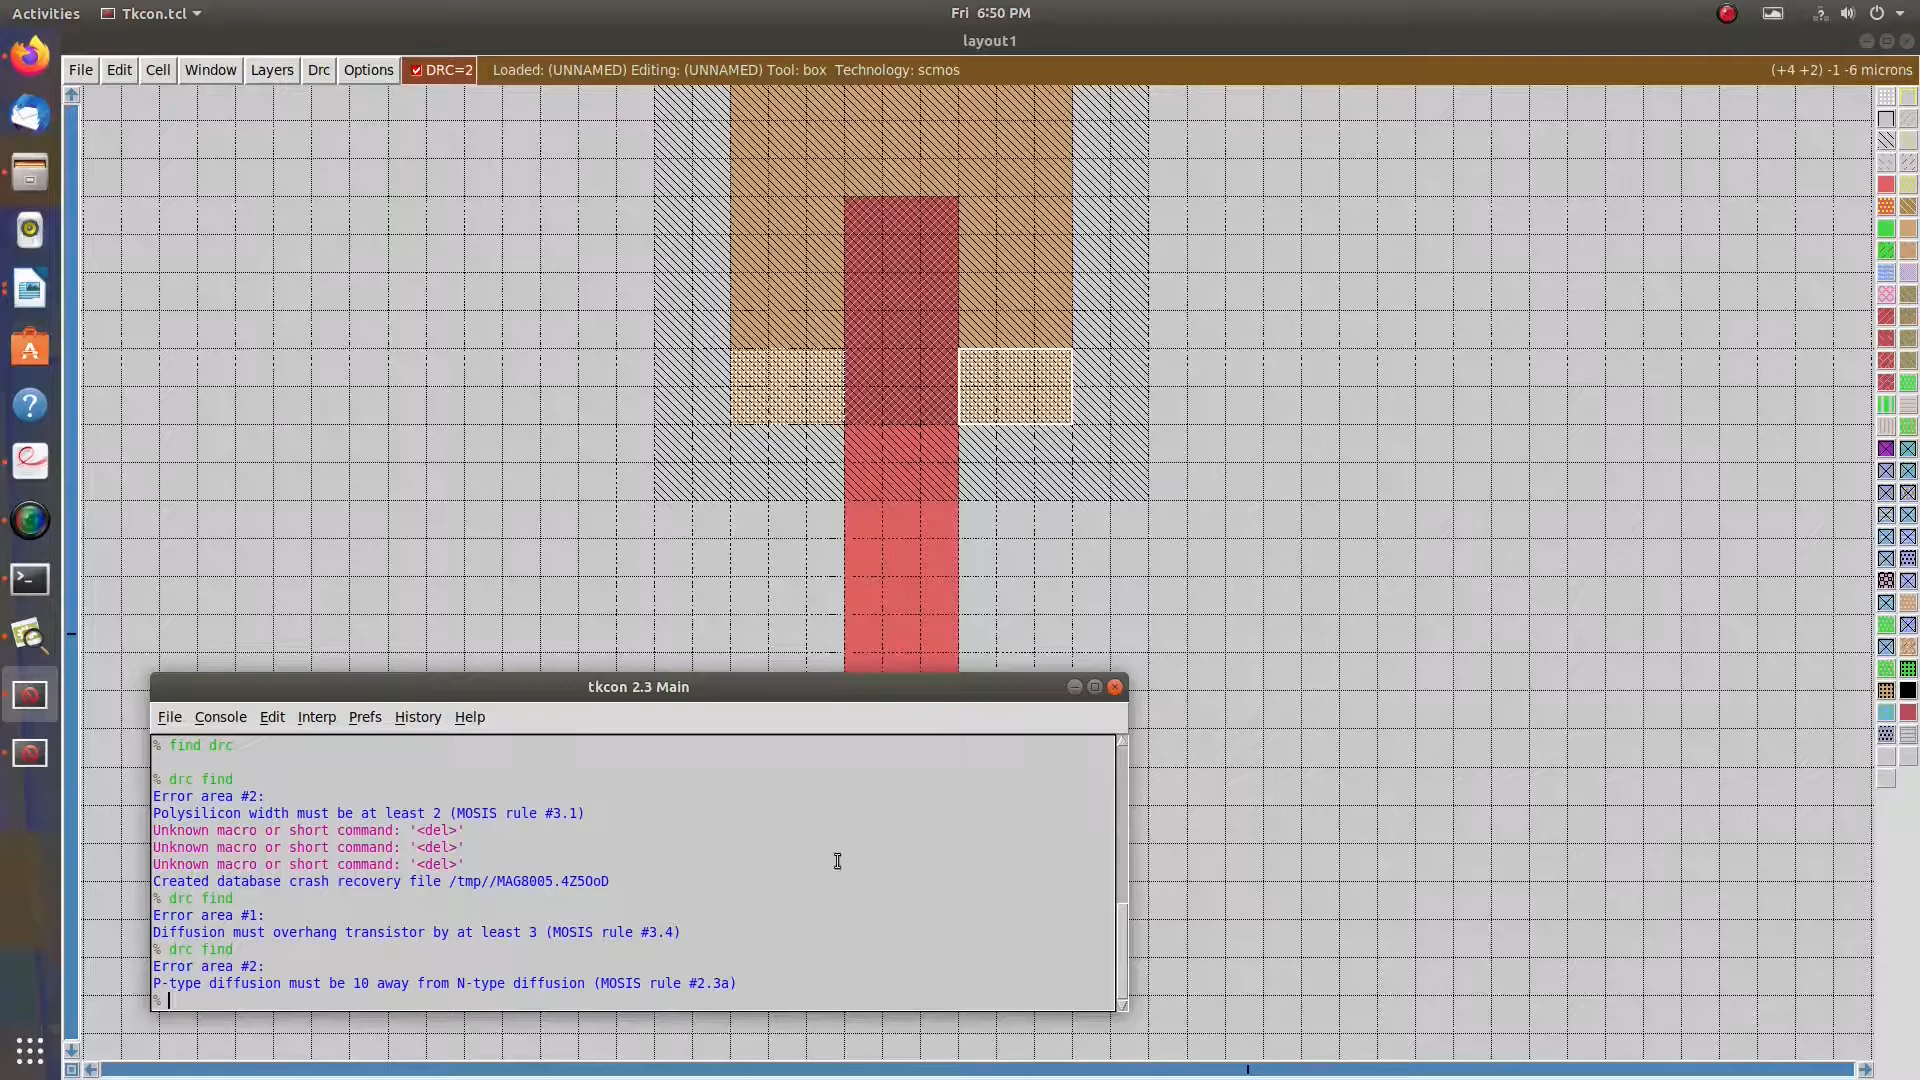 Activities
Tkcon.tcl
Fri 6:50 PM
layout1
File Edit Cell Window Layers Drc Options DRC=2 Loaded: (UNNAMED) Editing: (UNNAMED) Tool: box Technology: scmos (+4 +2) -1 -6 microns
tkcon 2.3 Main
File Console Edit Interp Prefs History Help
% find drc
% drc find
Error area #2:
Polysilicon width must be at least 2 (MOSIS rule #3.1)
Unknown macro or short command: '<del>'
Unknown macro or short command: '<del>'
Unknown macro or short command: '<del>'
Created database crash recovery file /tmp//MAG8005.4Z5OoD
% drc find
Error area #1:
Diffusion must overhang transistor by at least 3 (MOSIS rule #3.4)
% drc find
Error area #2:
P-type diffusion must be 10 away from N-type diffusion (MOSIS rule #2.3a)
%